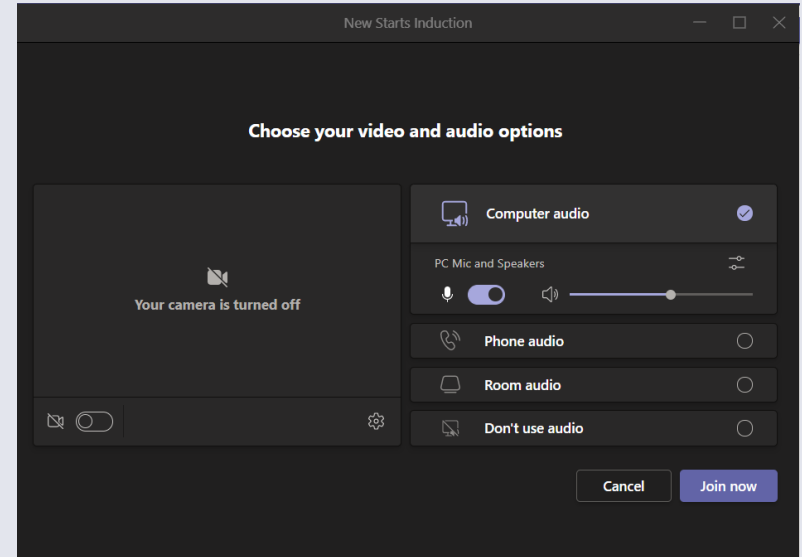 New Starts Induction
Choose your video and audio options
Your camera is turned off
Computer audio
PC Mic and Speakers
Phone audio
Room audio
Don't use audio
Cancel
Join now